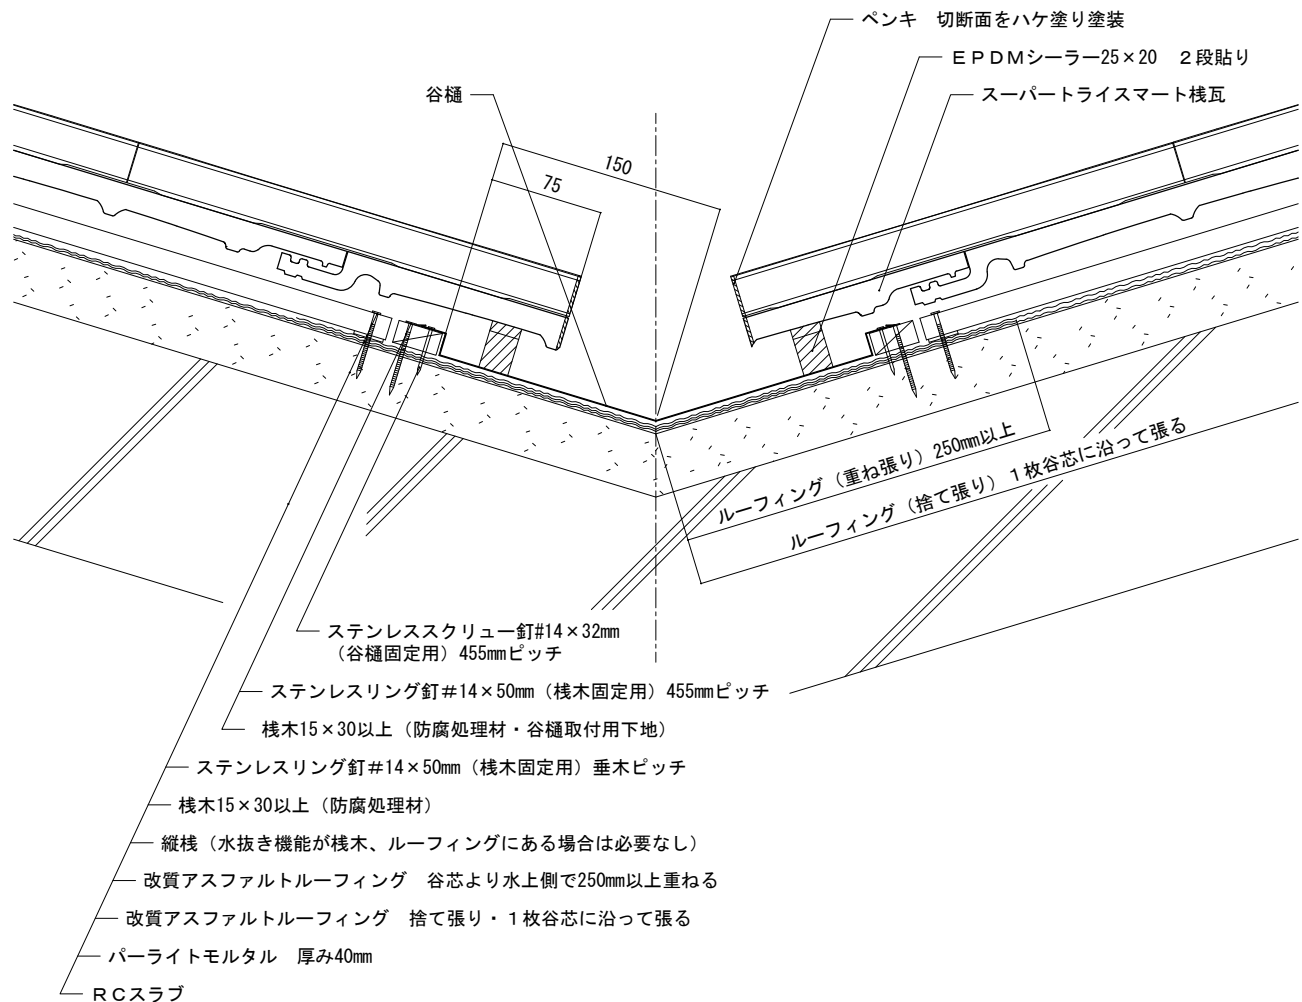 ペンキ　切断面をハケ塗り塗装
ＥＰＤＭシーラー25×20　２段貼り
谷樋
スーパートライスマート桟瓦
150
75
ルーフィング（重ね張り）250mm以上
ルーフィング（捨て張り）１枚谷芯に沿って張る
ステンレススクリュー釘#14×32mm
（谷樋固定用）455mmピッチ
ステンレスリング釘＃14×50mm（桟木固定用）455mmピッチ
桟木15×30以上（防腐処理材・谷樋取付用下地）
ステンレスリング釘＃14×50mm（桟木固定用）垂木ピッチ
桟木15×30以上（防腐処理材）
縦桟（水抜き機能が桟木、ルーフィングにある場合は必要なし）
改質アスファルトルーフィング　谷芯より水上側で250mm以上重ねる
改質アスファルトルーフィング　捨て張り・１枚谷芯に沿って張る
パーライトモルタル　厚み40mm
ＲＣスラブ